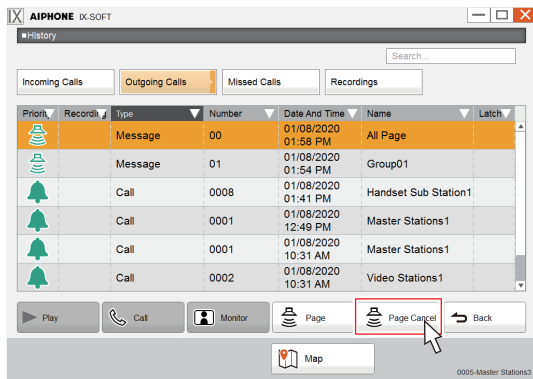 AIPHONE IX-SOFT
■History
Search...
Incoming Calls Outgoing Calls Missed Calls Recordings
Priority Recording Type Number Date And Time Name Latch
Message 00 01/08/2020 01:58 PM All Page
Message 01 01/08/2020 01:54 PM Group01
Call 0008 01/08/2020 01:41 PM Handset Sub Station1
Call 0001 01/08/2020 12:49 PM Master Stations1
Call 0001 01/08/2020 10:31 AM Master Stations1
Call 0002 01/08/2020 10:31 AM Video Stations1
Play Call Monitor Page Page Cancel Back
Map
0005-Master Stations3